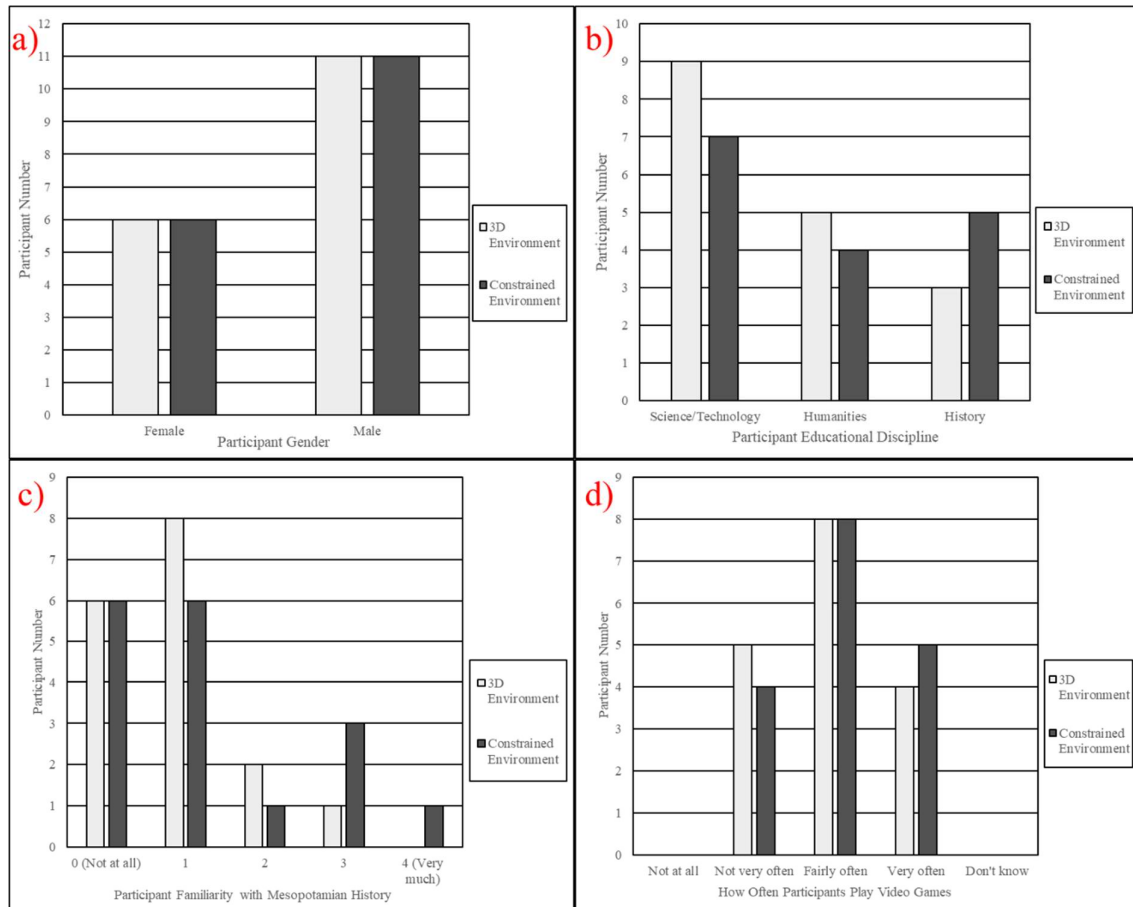 a)
12
11
10
9
8
7
6
5
4
3
2
1
0
Participant Number
Female
Male
Participant Gender
3D
Environment
Constrained
Environment
b)
10
9
8
7
6
5
4
3
2
1
0
Participant Number
Science/Technology
Humanities
History
Participant Educational Discipline
3D
Environment
Constrained
Environment
c)
9
8
7
6
5
4
3
2
1
0
Participant Number
0 (Not at all)
1
2
3
4 (Very
much)
Participant Familiarity with Mesopotamian History
3D
Environment
Constrained
Environment
d)
9
8
7
6
5
4
3
2
1
0
Participant Number
Not at all
Not very often
Fairly often
Very often
Don't know
How Often Participants Play Video Games
3D
Environment
Constrained
Environment